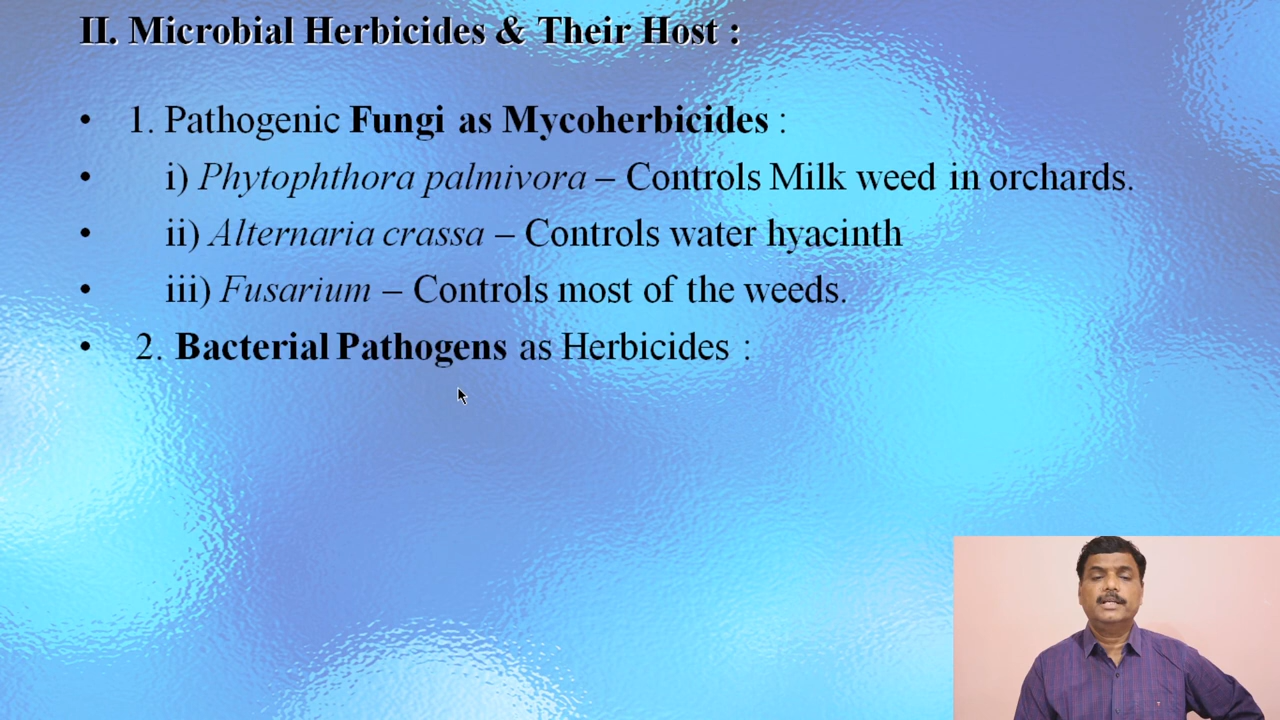 II. Microbial Herbicides & Their Host :
• 1. Pathogenic Fungi as Mycoherbicides :
• i) Phytophthora palmivora – Controls Milk weed in orchards.
• ii) Alternaria crassa – Controls water hyacinth
• iii) Fusarium – Controls most of the weeds.
• 2. Bacterial Pathogens as Herbicides :